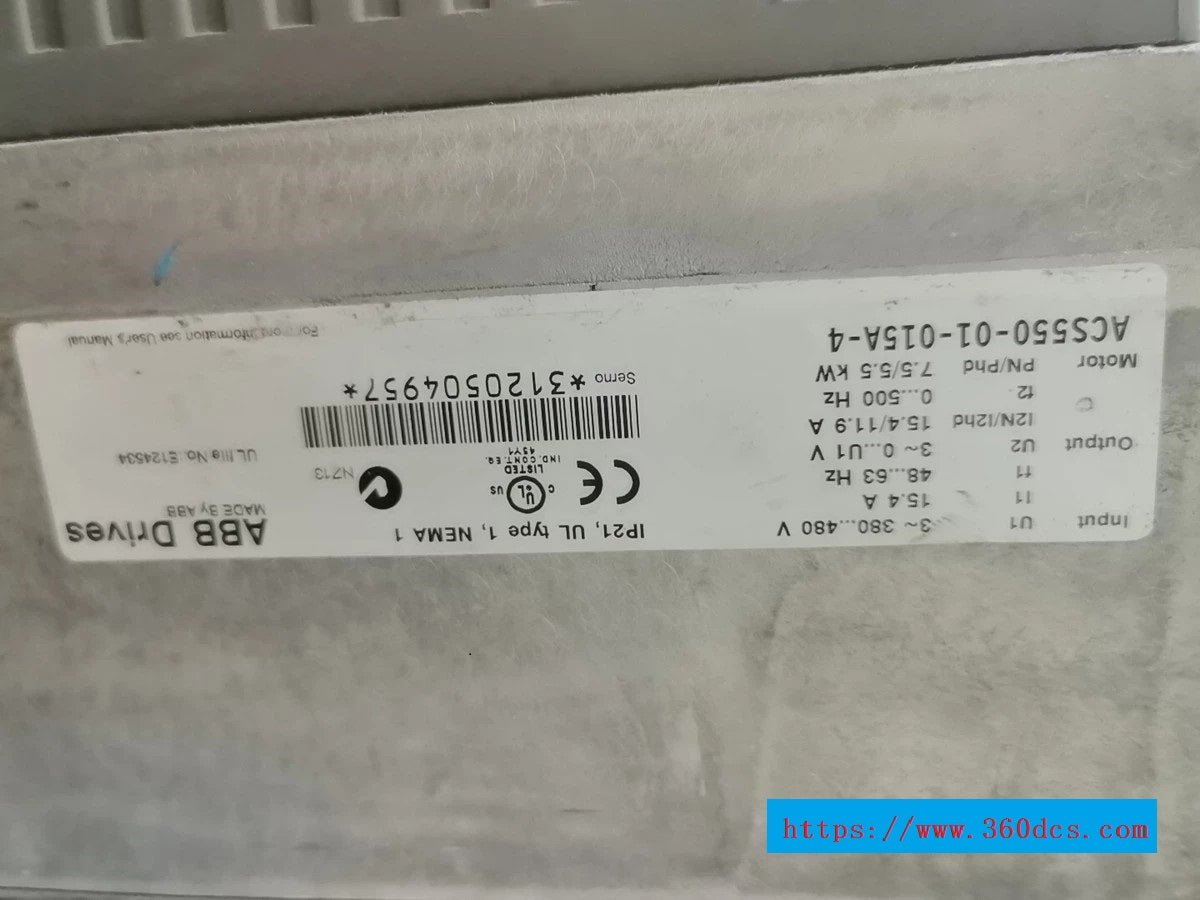 ABB Drives
MADE By ABB
IP21, UL type 1, NEMA 1
Input U1 3~ 380...480 V
I1 15.4 A
f1 48...63 Hz
Output U2 3~ 0...U1 V
I2N/I2hd 15.4/11.9 A
f2 0...500 Hz
Motor PN/Phd 7.5/5.5 kW
ACS550-01-015A-4
UL file No: E124534
N713
CE
C UL US
LISTED
IND. CONT. EQ.
45Y1
Serno *3120504957*
For more information see User's Manual
https://www.360dcs.com